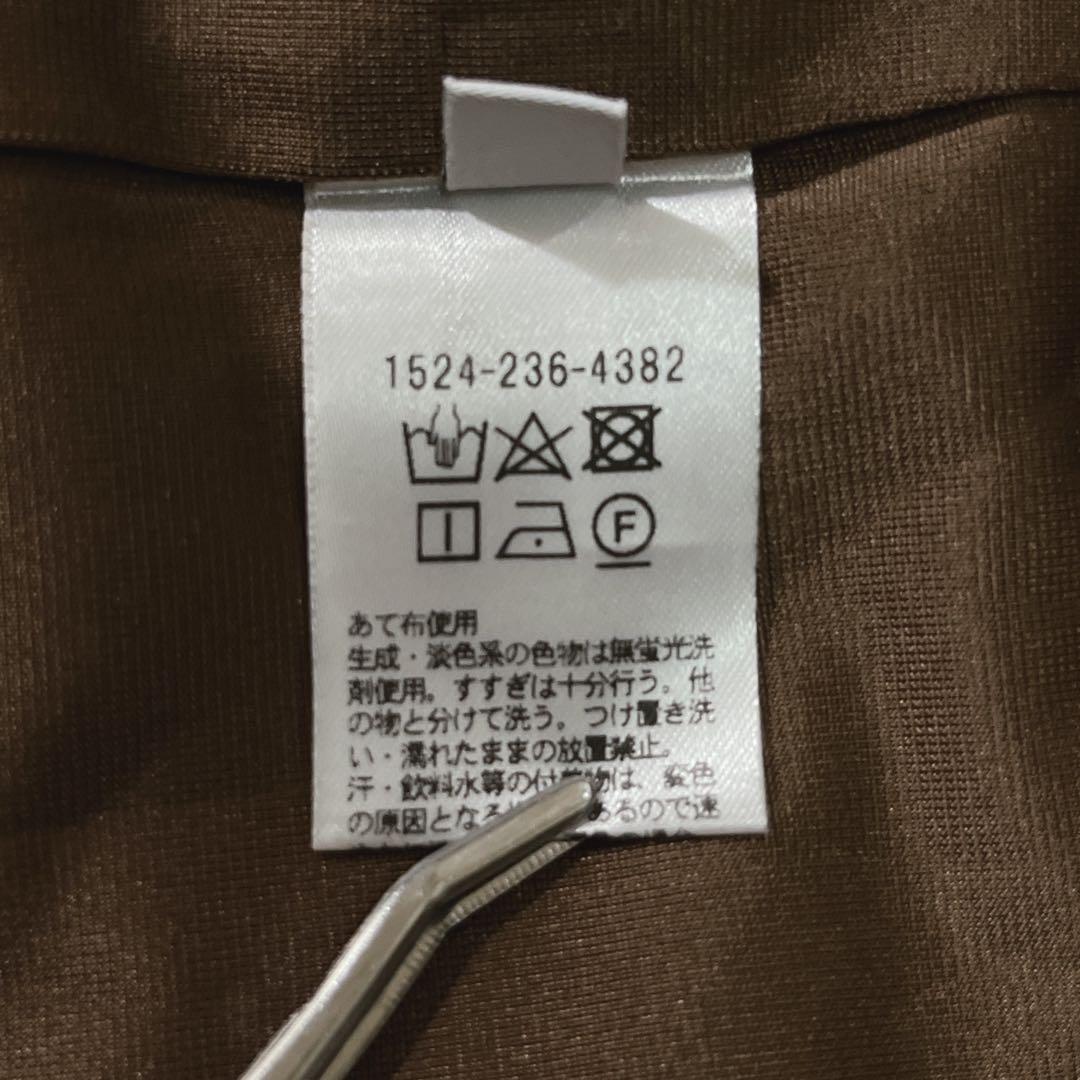 1524-236-4382
F
あて布使用
生成・淡色系の色物は無蛍光洗
剤使用。すすぎは十分行う。他
の物と分けて洗う。つけ置き洗
い・濡れたままの放置禁止。
汗・飲料水等の付着物は、変色
の原因となる あるので速